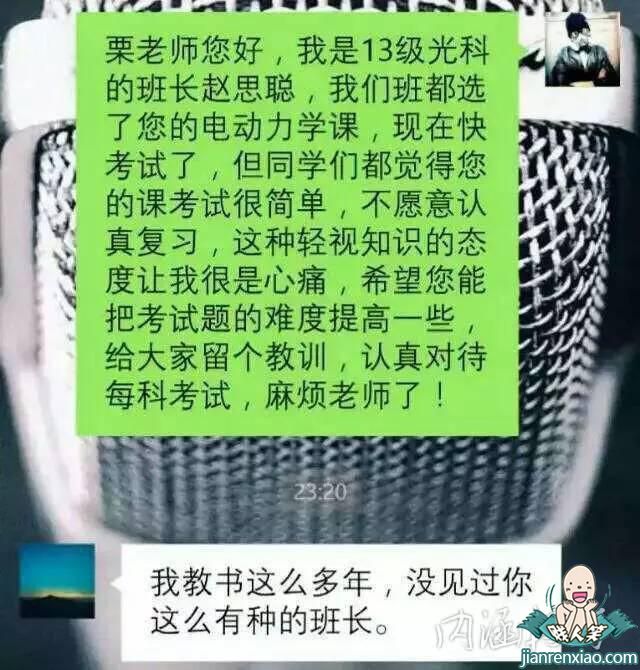 栗老师您好，我是13级光科
的班长赵思聪，我们班都选
了您的电动力学课，现在快
考试了，但同学们都觉得您
的课考试很简单，不愿意认
真复习，这种轻视知识的态
度让我很是心痛，希望您能
把考试题的难度提高一些，
给大家留个教训，认真对待
每科考试，麻烦老师了！
23:20
我教书这么多年，没见过你
这么有种的班长。
内涵
贱人笑
jianrenxiao.com